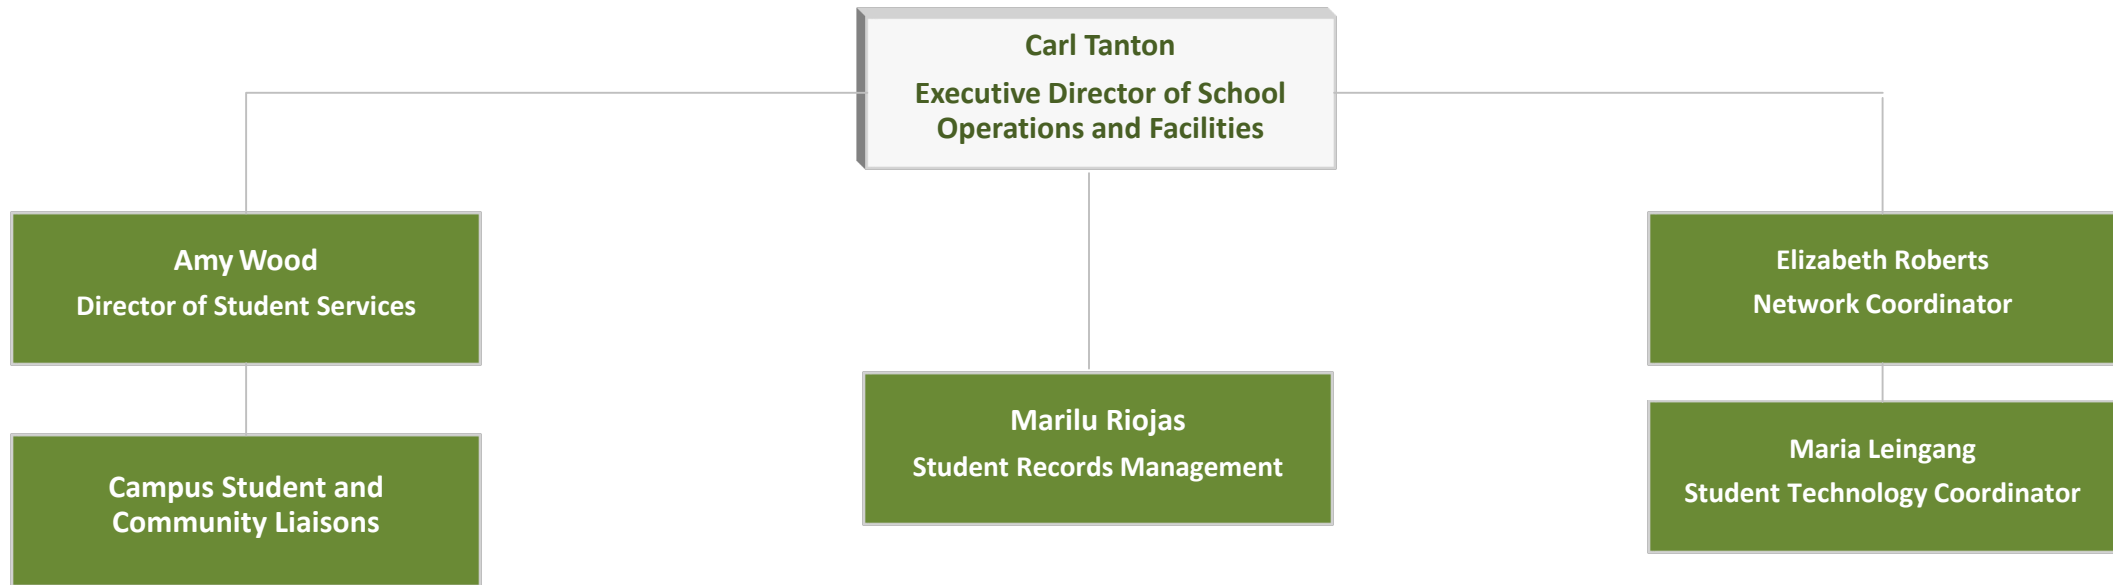 Carl Tanton
Executive Director of School
Operations and Facilities
Amy Wood
Director of Student Services
Elizabeth Roberts
Network Coordinator
Marilu Riojas
Student Records Management
Campus Student and
Community Liaisons
Maria Leingang
Student Technology Coordinator